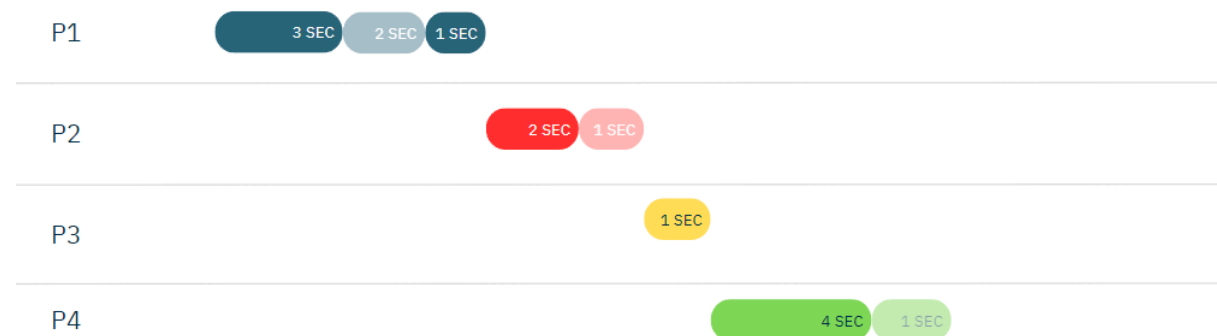 P1 3 SEC 2 SEC 1 SEC
P2 2 SEC 1 SEC
P3 1 SEC
P4 4 SEC 1 SEC